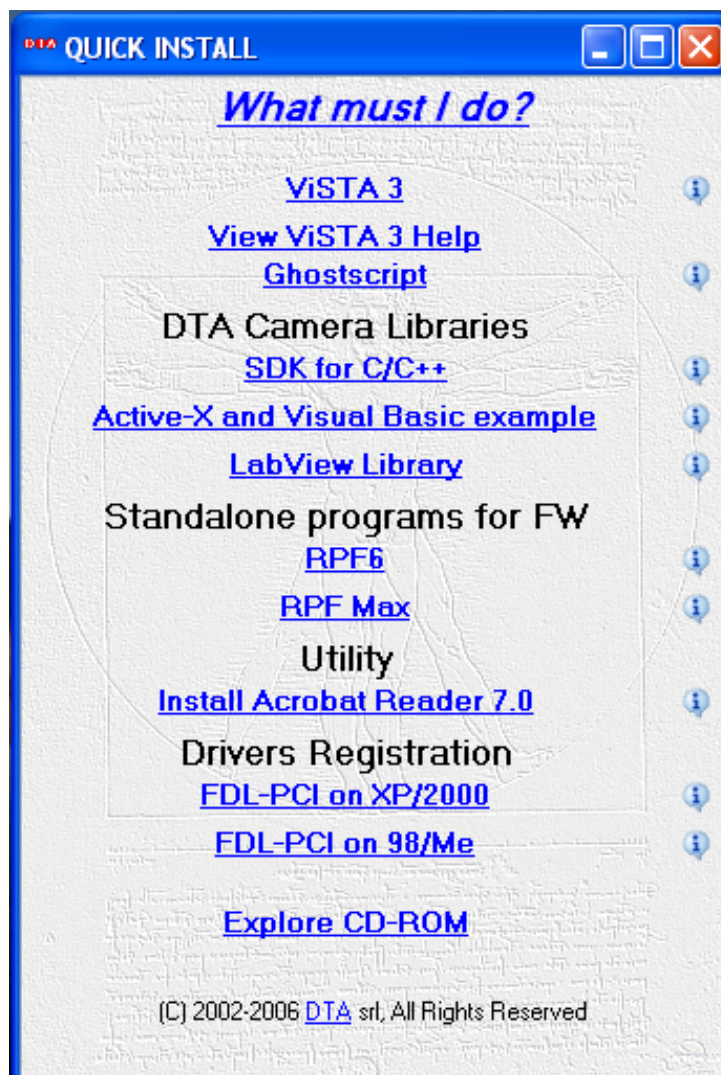 DTA QUICK INSTALL
What must I do?
ViSTA 3
View ViSTA 3 Help
Ghostscript
DTA Camera Libraries
SDK for C/C++
Active-X and Visual Basic example
LabView Library
Standalone programs for FW
RPF6
RPF Max
Utility
Install Acrobat Reader 7.0
Drivers Registration
FDL-PCI on XP/2000
FDL-PCI on 98/Me
Explore CD-ROM
(C) 2002-2006 DTA srl, All Rights Reserved